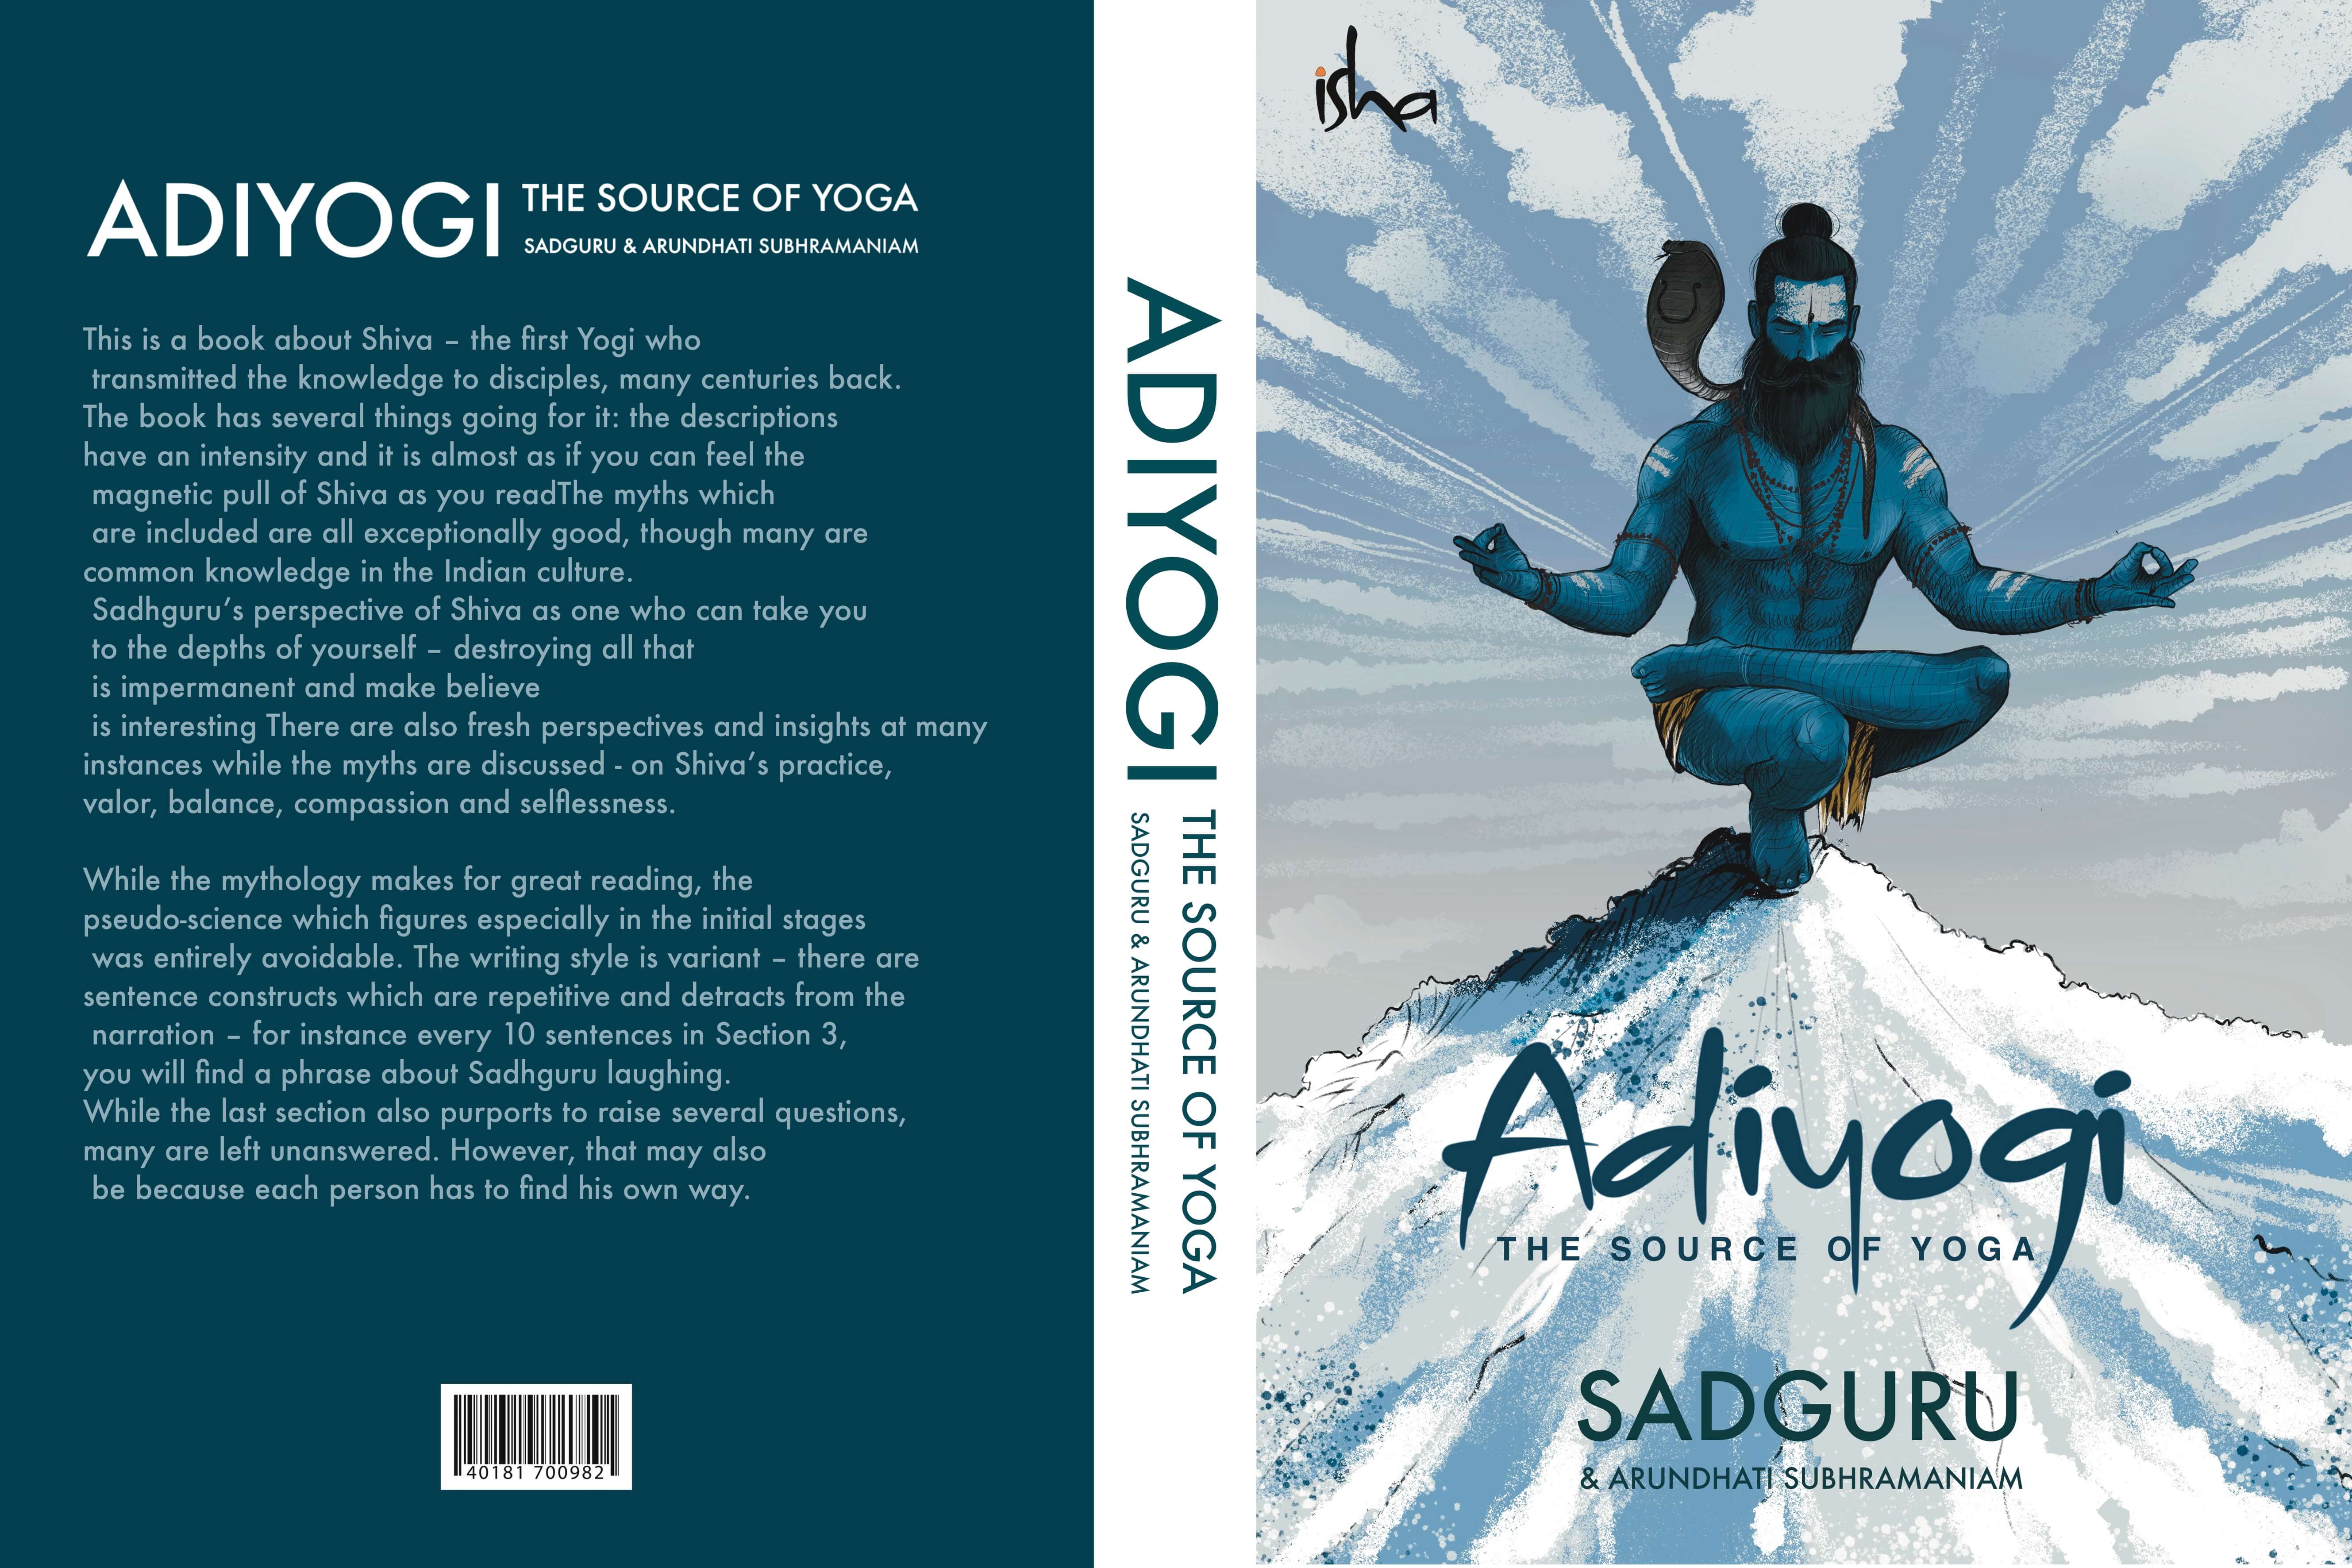 ADIYOGI THE SOURCE OF YOGA
SADGURU & ARUNDHATI SUBHRAMANIAM
This is a book about Shiva – the first Yogi who
transmitted the knowledge to disciples, many centuries back.
The book has several things going for it: the descriptions
have an intensity and it is almost as if you can feel the
magnetic pull of Shiva as you readThe myths which
are included are all exceptionally good, though many are
common knowledge in the Indian culture.
Sadhguru’s perspective of Shiva as one who can take you
to the depths of yourself – destroying all that
is impermanent and make believe
is interesting There are also fresh perspectives and insights at many
instances while the myths are discussed - on Shiva’s practice,
valor, balance, compassion and selflessness.
While the mythology makes for great reading, the
pseudo-science which figures especially in the initial stages
was entirely avoidable. The writing style is variant – there are
sentence constructs which are repetitive and detracts from the
narration – for instance every 10 sentences in Section 3,
you will find a phrase about Sadhguru laughing.
While the last section also purports to raise several questions,
many are left unanswered. However, that may also
be because each person has to find his own way.
40181 700982
ADIYOGI THE SOURCE OF YOGA
SADGURU & ARUNDHATI SUBHRAMANIAM
isha
Adiyogi
THE SOURCE OF YOGA
SADGURU
& ARUNDHATI SUBHRAMANIAM